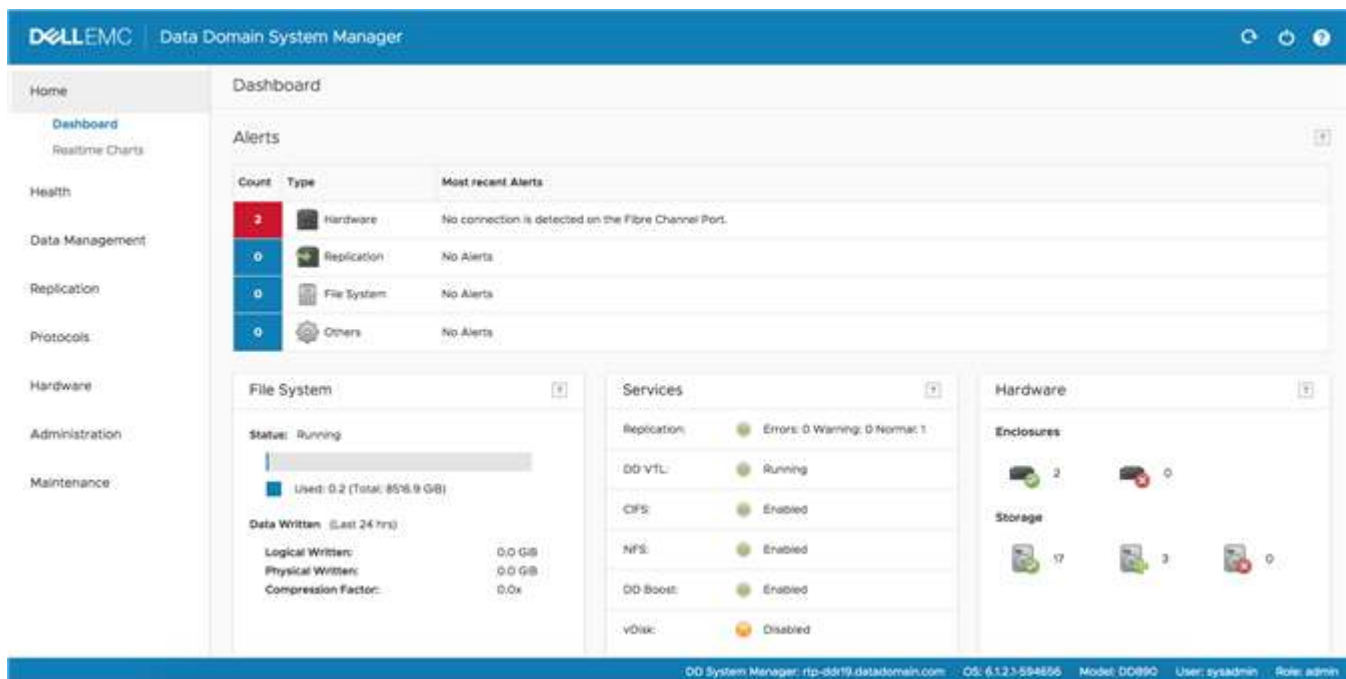 DELLEMC Data Domain System Manager
Home
Dashboard
Realtime Charts
Health
Data Management
Replication
Protocols
Hardware
Administration
Maintenance
Dashboard
Alerts
Count Type Most recent Alerts
2 Hardware No connection is detected on the Fibre Channel Port.
0 Replication No Alerts
0 File System No Alerts
0 Others No Alerts
File System
Status: Running
Used: 0.2 (Total: 8516.9 GiB)
Data Written (Last 24 hrs)
Logical Written: 0.0 GiB
Physical Written: 0.0 GiB
Compression Factor: 0.0x
Services
Replication: Errors: 0 Warning: 0 Normal: 1
DD VTL: Running
CIFS: Enabled
NFS: Enabled
DD Boost: Enabled
vDisk: Disabled
Hardware
Enclosures
2 0
Storage
17 3 0
DD System Manager: rtp-ddr19.datadomain.com OS: 6.1.2.1-594656 Model: DD890 User: sysadmin Role: admin